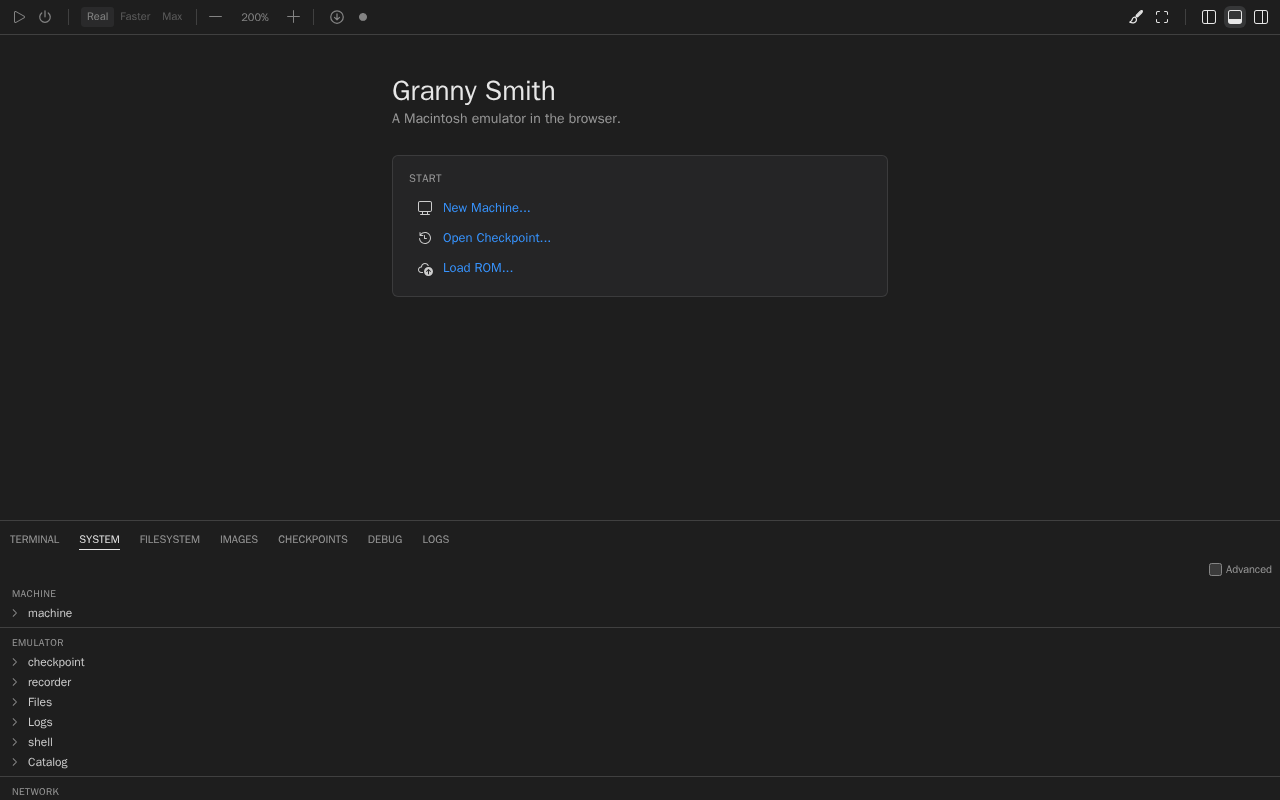 Real Faster Max 200%
Granny Smith
A Macintosh emulator in the browser.
START
New Machine...
Open Checkpoint...
Load ROM...
TERMINAL SYSTEM FILESYSTEM IMAGES CHECKPOINTS DEBUG LOGS
Advanced
MACHINE
machine
EMULATOR
checkpoint
recorder
Files
Logs
shell
Catalog
NETWORK